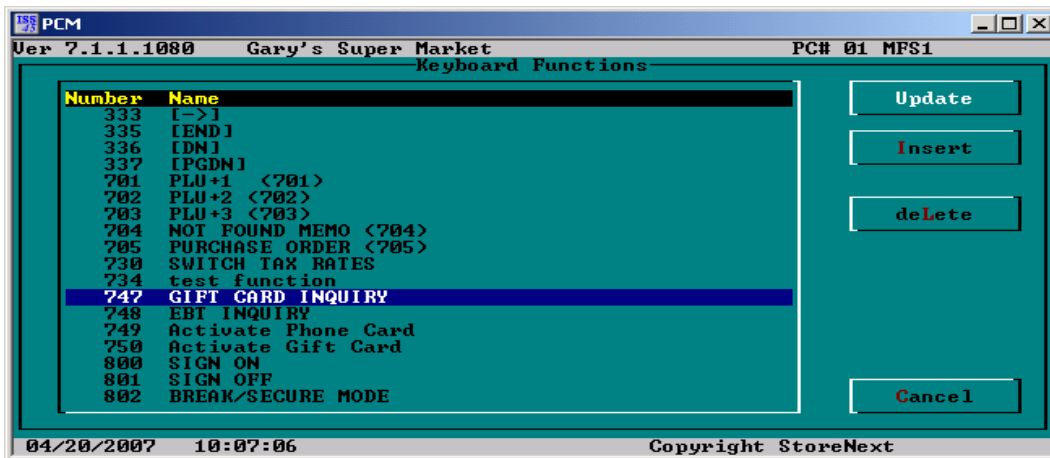 ISS 45 PCM
Ver 7.1.1.1080 Gary's Super Market PC# 01 MFS1
Keyboard Functions
Number Name
333 [->]
335 [END]
336 [DN]
337 [PGDN]
701 PLU+1 (701)
702 PLU+2 (702)
703 PLU+3 (703)
704 NOT FOUND MEMO (704)
705 PURCHASE ORDER (705)
730 SWITCH TAX RATES
734 test function
747 GIFT CARD INQUIRY
748 EBT INQUIRY
749 Activate Phone Card
750 Activate Gift Card
800 SIGN ON
801 SIGN OFF
802 BREAK/SECURE MODE
Update
Insert
deLete
Cancel
04/20/2007 10:07:06 Copyright StoreNext